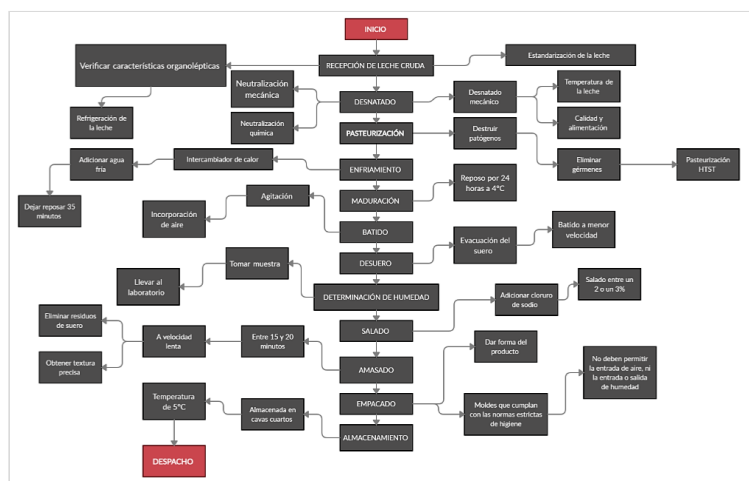 INICIO
Verificar características organolépticas
RECEPCIÓN DE LECHE CRUDA
Estandarización de la leche
Refrigeración de
la leche
Neutralización
mecánica
Neutralización
química
DESNATADO
Desnatado
mecánico
Temperatura de
la leche
Calidad y
alimentación
PASTEURIZACIÓN
Destruir
patógenos
Eliminar
gérmenes
Pasteurización
HTST
Adicionar agua
fría
Intercambiador de calor
ENFRIAMIENTO
Dejar reposar 35
minutos
MADURACIÓN
Reposo por 24
horas a 4°C
Incorporación
de aire
Agitación
BATIDO
DESUERO
Evacuación del
suero
Batido a menor
velocidad
Llevar al
laboratorio
Tomar muestra
DETERMINACIÓN DE HUMEDAD
SALADO
Adicionar cloruro
de sodio
Salado entre un
2 o un 3%
Eliminar residuos
de suero
Obtener textura
precisa
A velocidad
lenta
Entre 15 y 20
minutos
AMASADO
Dar forma del
producto
EMPACADO
Moldes que cumplan
con las normas estrictas
de higiene
No deben permitir
la entrada de aire, ni
la entrada o salida
de humedad
Temperatura
de 5°C
Almacenada en
cavas cuartos
ALMACENAMIENTO
DESPACHO